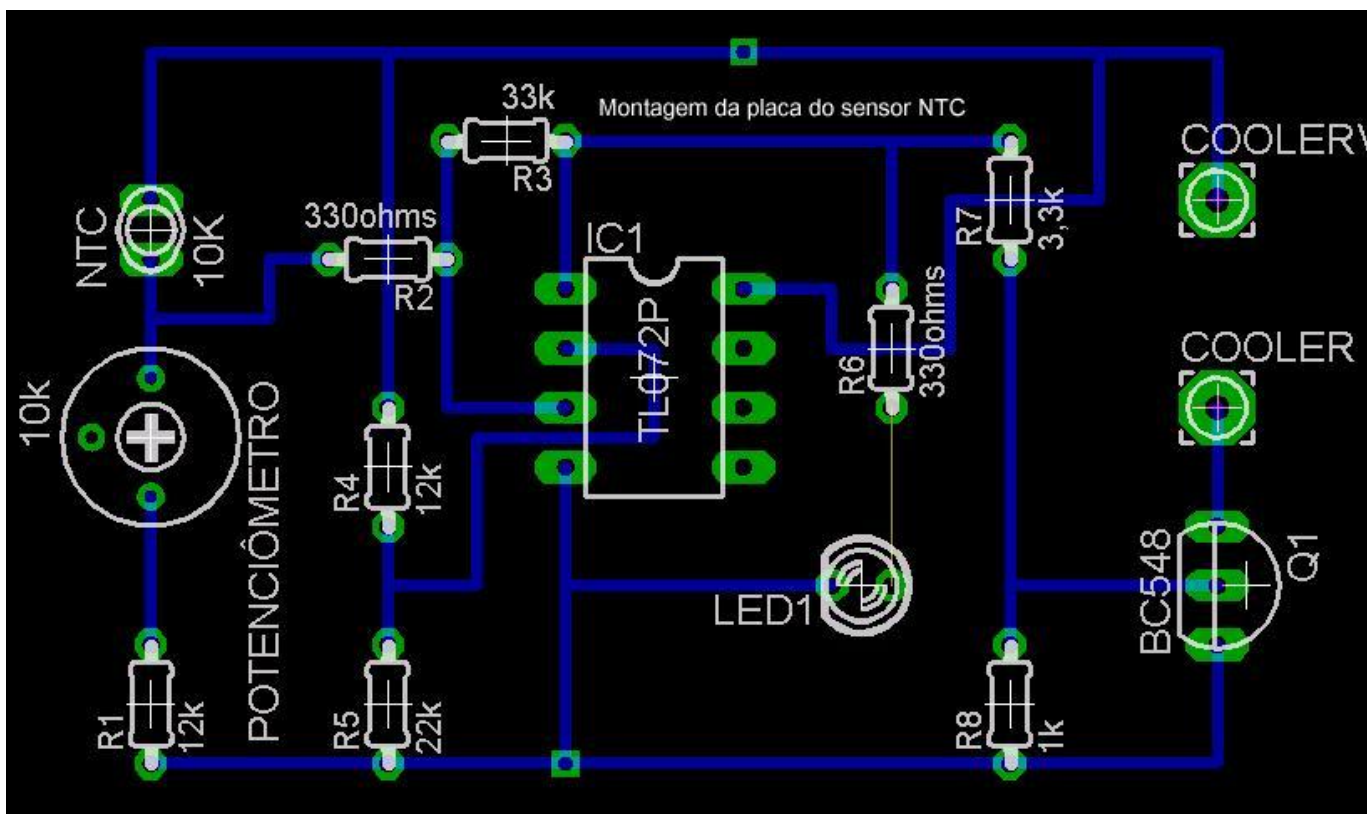 33k
Montagem da placa do sensor NTC
R3
COOLERV
NTC
10K
330ohms
R2
IC1
TL072P
R7
3,3k
R6
330ohms
COOLER
10k
POTENCIÔMETRO
R4
12k
LED1
BC548
Q1
R1
12k
R5
22k
R8
1k